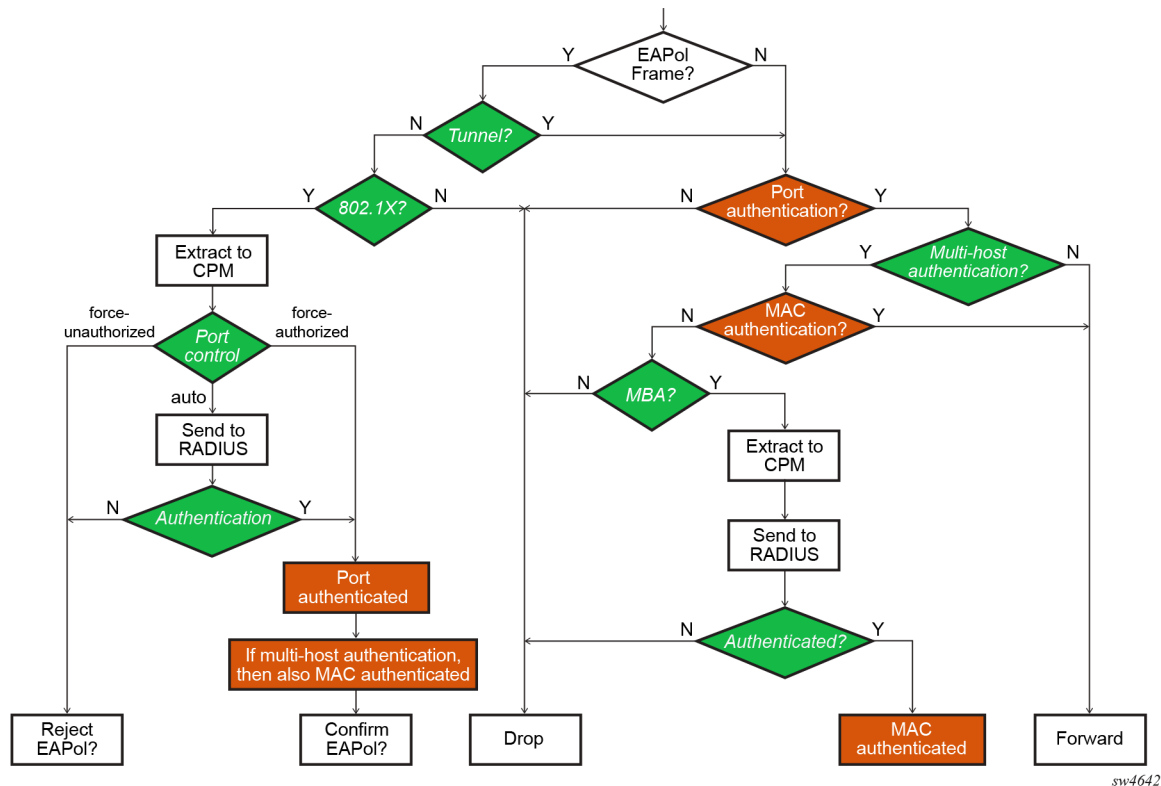 EAPol
Frame?
Y
N
Tunnel?
N
Y
802.1X?
Y
N
Port
authentication?
N
Y
Extract to
CPM
Multi-host
authentication?
Y
N
force-
unauthorized
force-
authorized
Port
control
MAC
authentication?
N
Y
auto
MBA?
N
Y
Send to
RADIUS
Extract to
CPM
Authentication
N
Y
Send to
RADIUS
Port
authenticated
If multi-host authentication,
then also MAC authenticated
Authenticated?
N
Y
Reject
EAPol?
Confirm
EAPol?
Drop
MAC
authenticated
Forward
sw4642